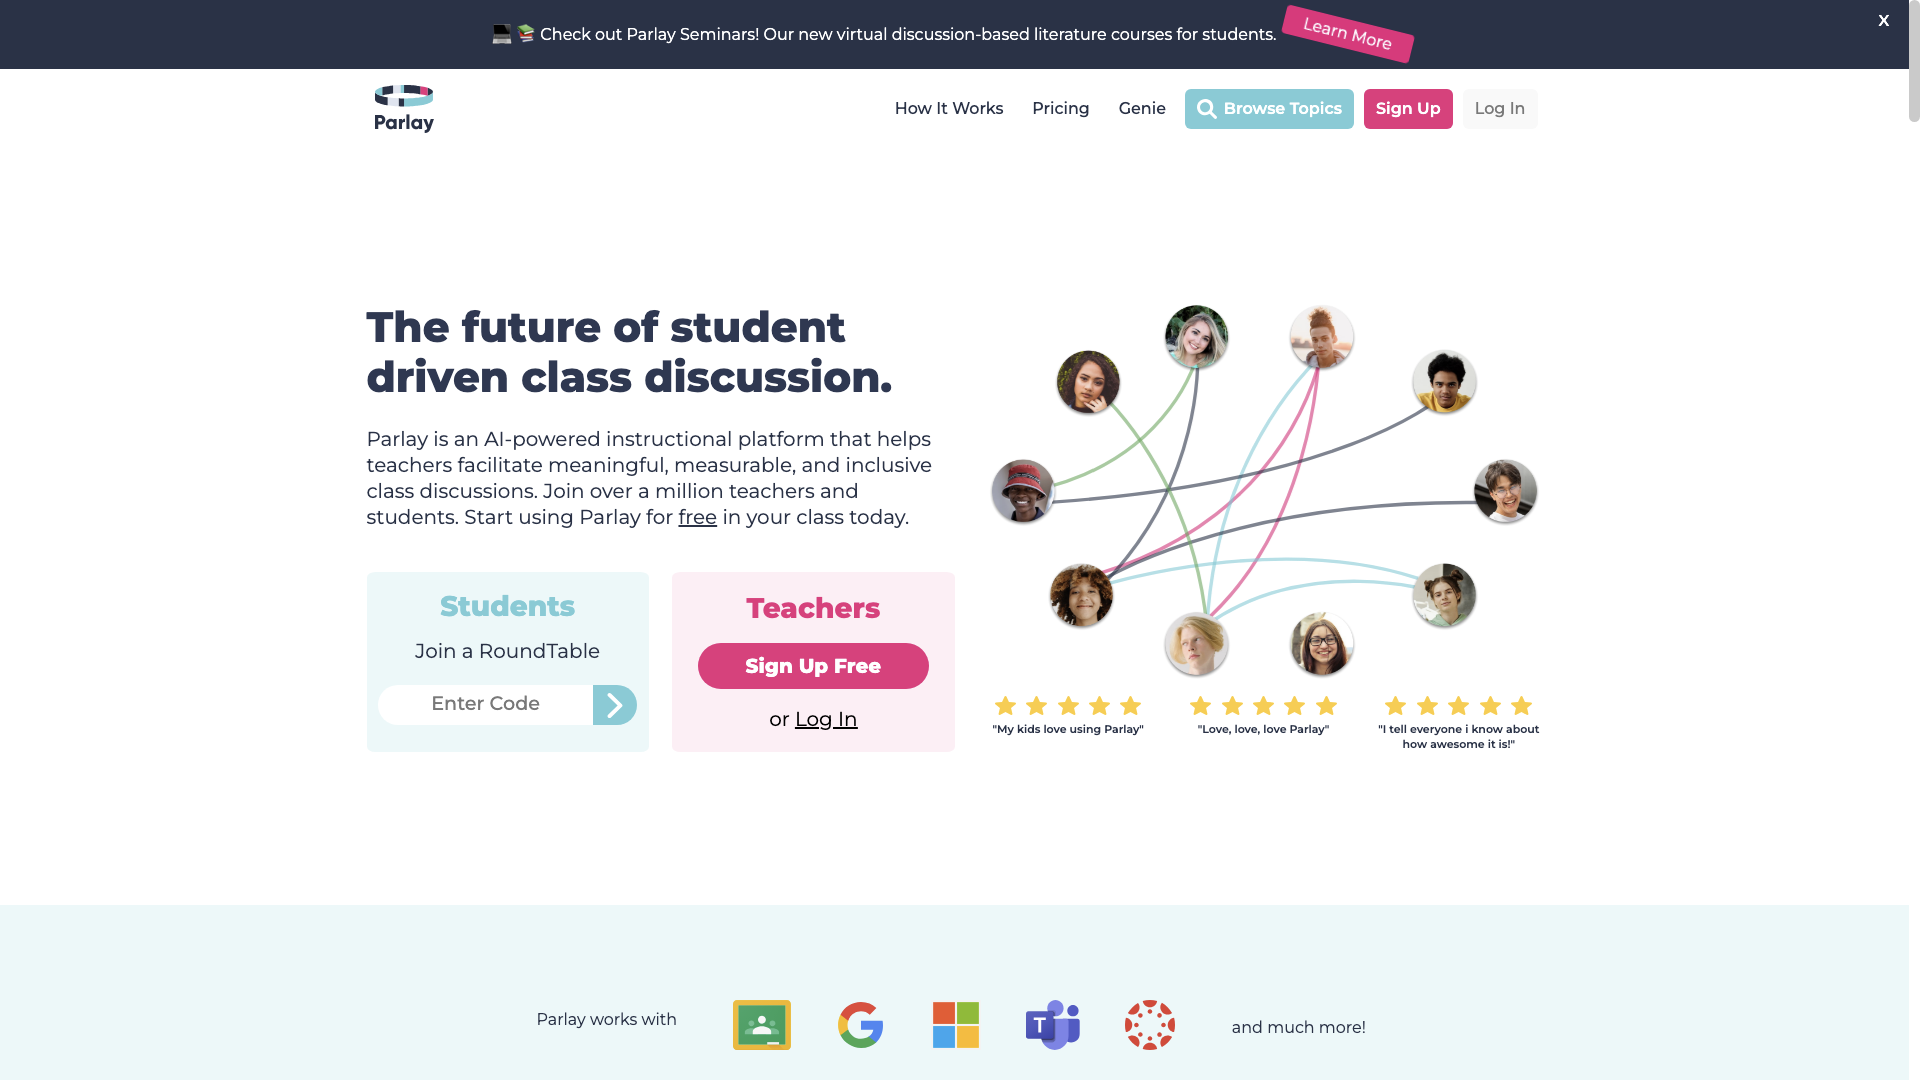 Check out Parlay Seminars! Our new virtual discussion-based literature courses for students.
Learn More
X
Parlay
How It Works
Pricing
Genie
Browse Topics
Sign Up
Log In
The future of student
driven class discussion.
Parlay is an AI-powered instructional platform that helps
teachers facilitate meaningful, measurable, and inclusive
class discussions. Join over a million teachers and
students. Start using Parlay for free in your class today.
Students
Join a RoundTable
Enter Code
Teachers
Sign Up Free
or Log In
"My kids love using Parlay"
"Love, love, love Parlay"
"I tell everyone i know about
how awesome it is!"
Parlay works with
T
and much more!